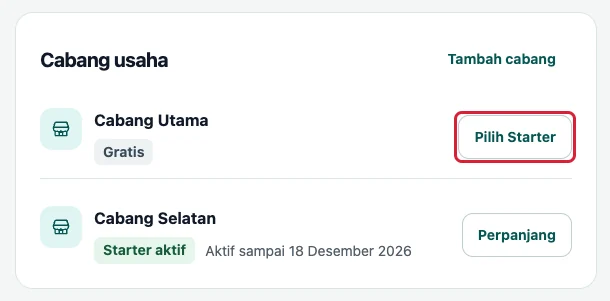 Cabang usaha
Tambah cabang
Cabang Utama
Gratis
Pilih Starter
Cabang Selatan
Starter aktif
Aktif sampai 18 Desember 2026
Perpanjang